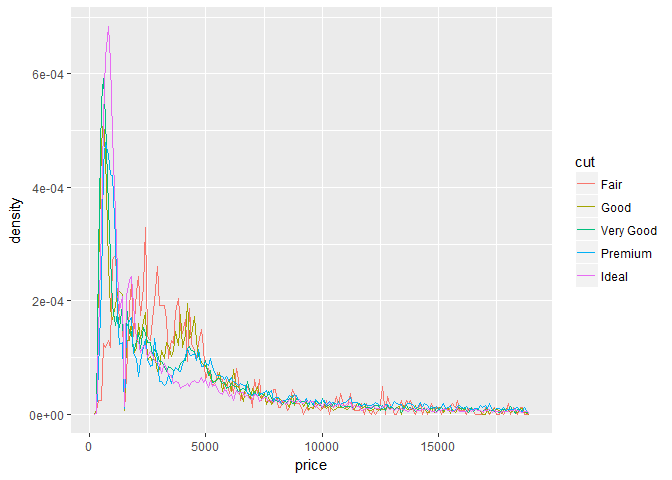 6e-04
4e-04
2e-04
0e+00
density
0
5000
10000
15000
price
cut
Fair
Good
Very Good
Premium
Ideal